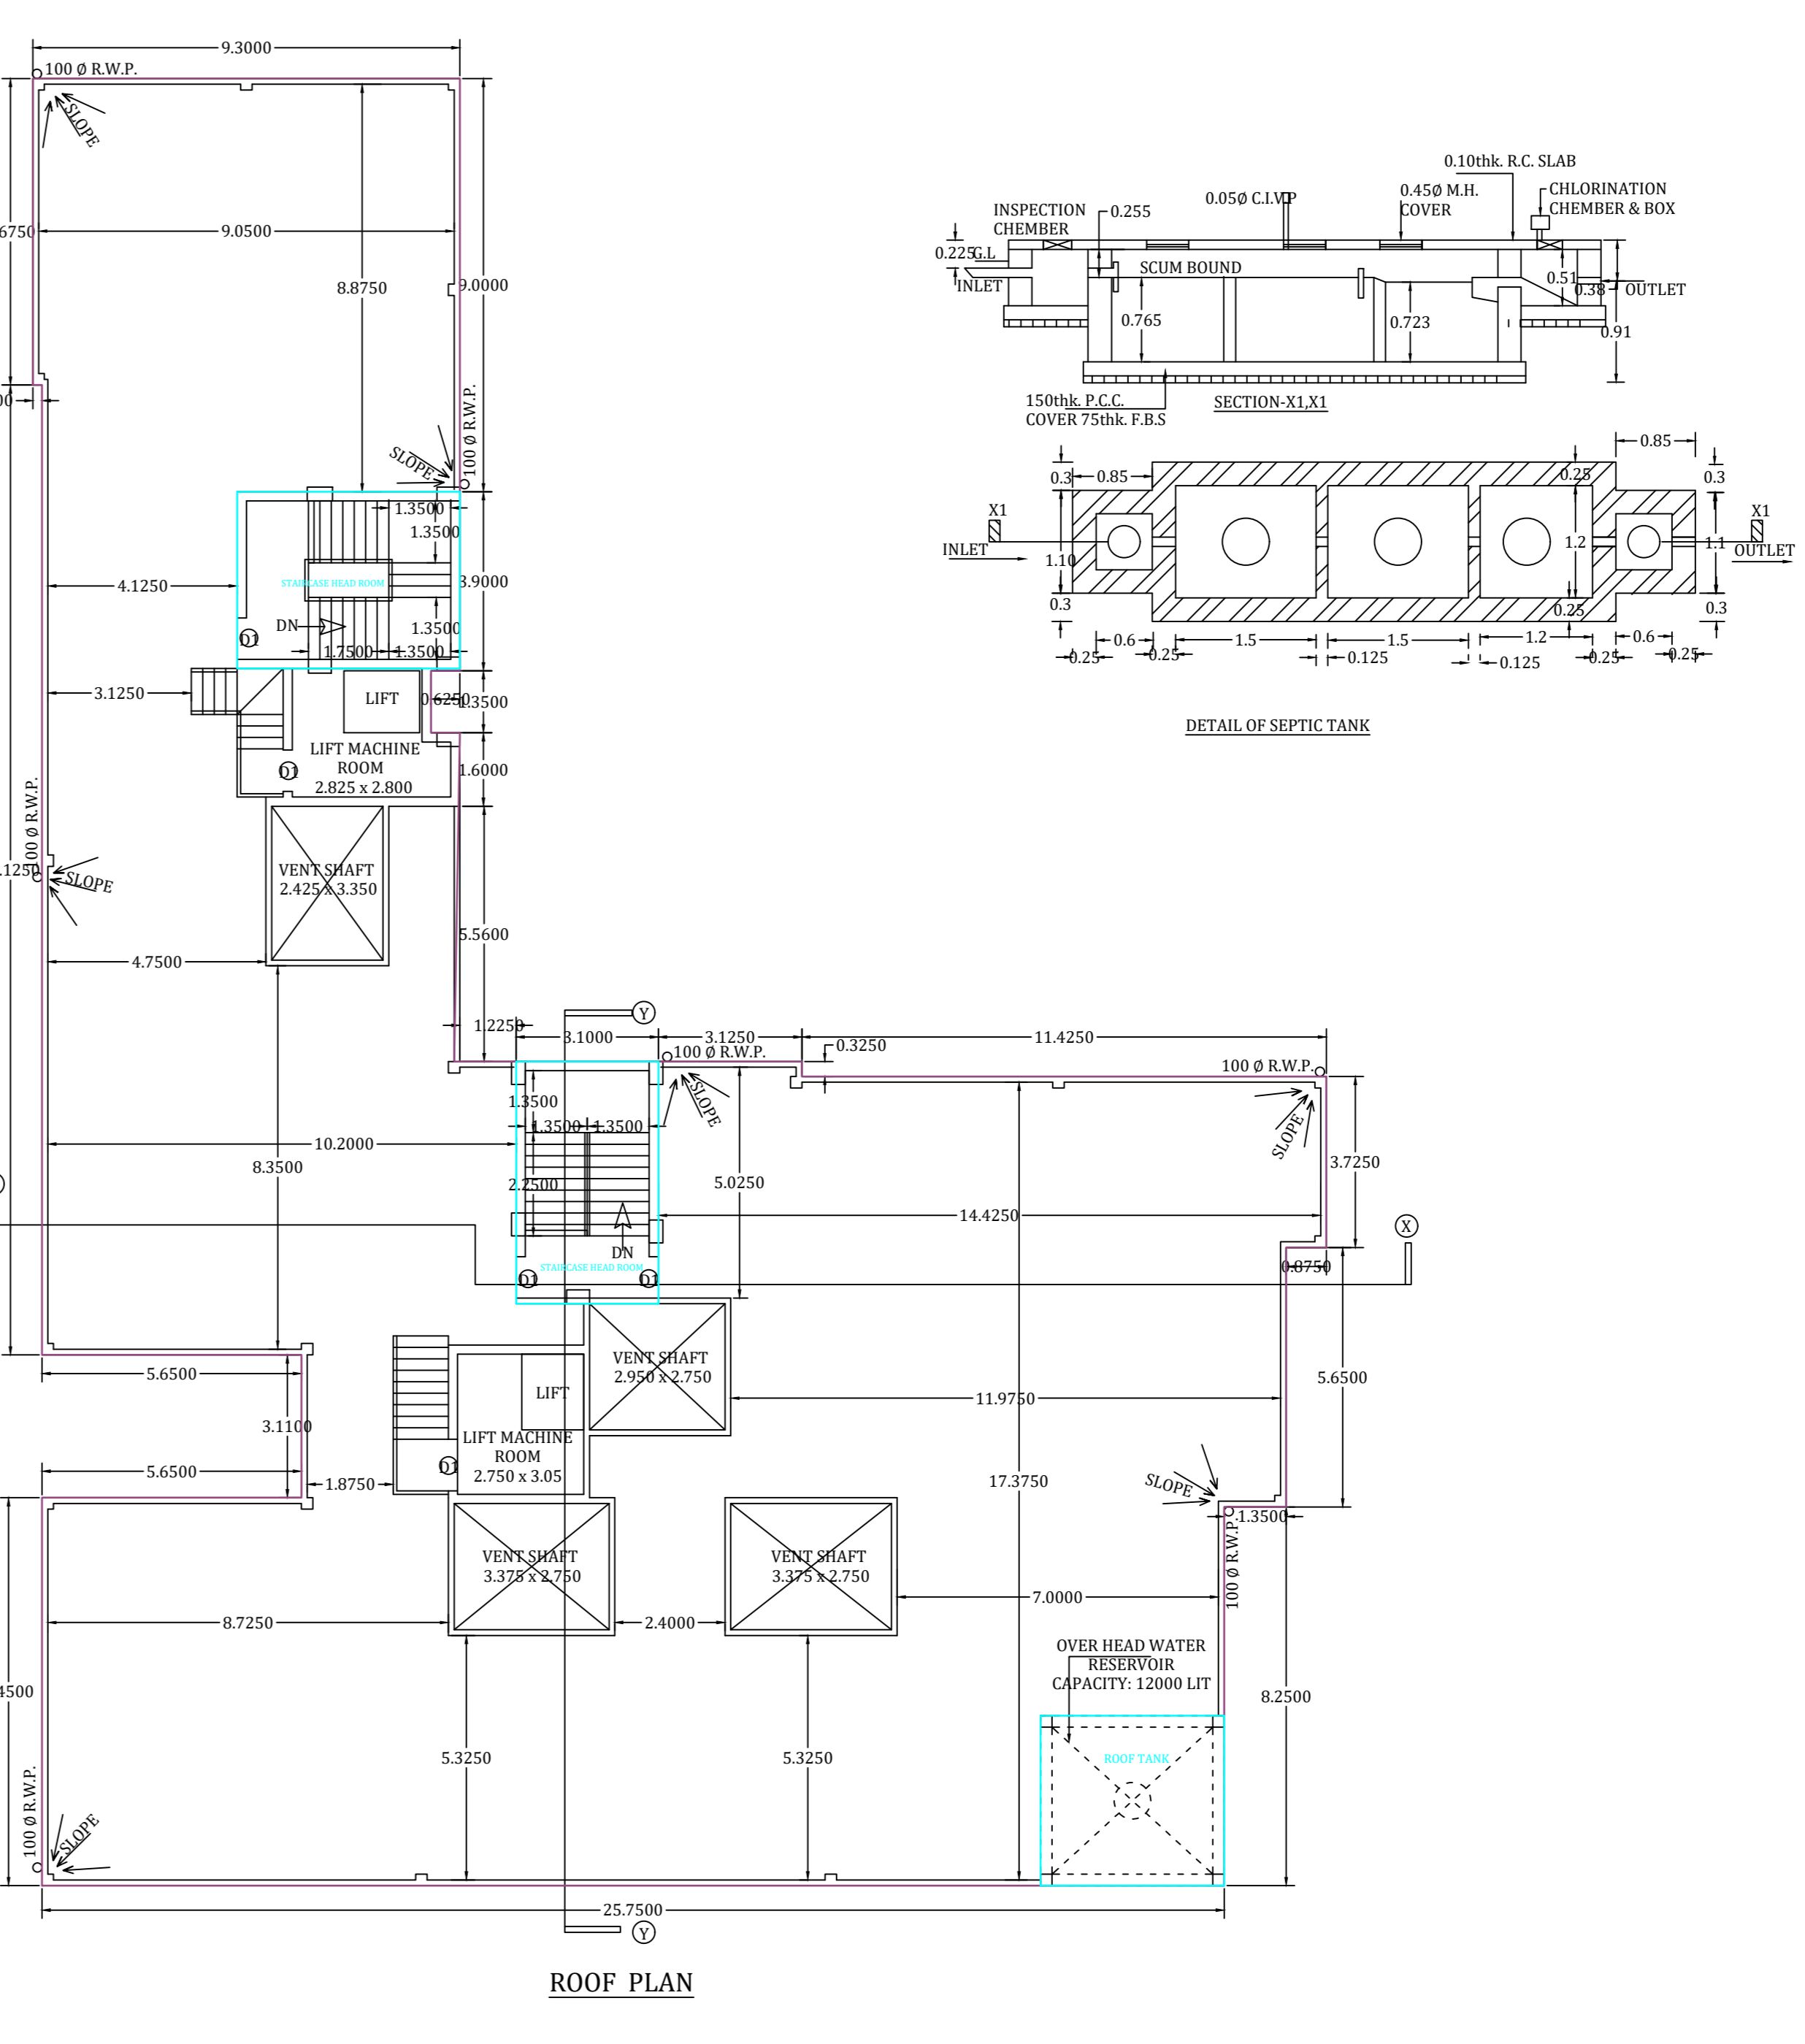 9.3000
100 Ø R.W.P.
SLOPE
9.0500
8.8750
9.0000
100 Ø R.W.P.
SLOPE
1.3500
1.3500
STAIRCASE HEAD ROOM
3.9000
4.1250
DN
D1
1.3500
1.7500
1.3500
3.1250
LIFT
0.6250
1.3500
LIFT MACHINE
ROOM
2.825 x 2.800
D1
1.6000
100 Ø R.W.P.
SLOPE
VENT SHAFT
2.425 x 3.350
5.5600
4.7500
1.2250
3.1000
3.1250
11.4250
Y
0.3250
100 Ø R.W.P.
100 Ø R.W.P.
SLOPE
SLOPE
1.3500
1.3500
1.3500
10.2000
8.3500
2.2500
5.0250
3.7250
14.4250
X
DN
STAIRCASE HEAD ROOM
D1
D1
0.8750
5.6500
3.1100
5.6500
1.8750
VENT SHAFT
2.950 x 2.750
LIFT
LIFT MACHINE
ROOM
2.750 x 3.05
D1
11.9750
5.6500
17.3750
SLOPE
1.3500
100 Ø R.W.P.
VENT SHAFT
3.375 x 2.750
VENT SHAFT
3.375 x 2.750
7.0000
8.7250
2.4000
OVER HEAD WATER
RESERVOIR
CAPACITY: 12000 LIT
8.2500
5.3250
5.3250
ROOF TANK
100 Ø R.W.P.
SLOPE
25.7500
Y
ROOF PLAN
0.10thk. R.C. SLAB
0.05Ø C.I.V.P
0.45Ø M.H.
COVER
CHLORINATION
CHEMBER & BOX
INSPECTION
CHEMBER
0.255
0.225
G.L
INLET
SCUM BOUND
0.51
0.38
OUTLET
0.765
0.723
0.91
150thk. P.C.C.
COVER 75thk. F.B.S
SECTION-X1,X1
0.85
0.3
0.85
0.25
0.3
X1
X1
INLET
1.10
1.2
1.1
OUTLET
0.3
0.25
0.3
0.6
1.5
1.5
1.2
0.6
0.25
0.25
0.125
0.125
0.25
0.25
DETAIL OF SEPTIC TANK